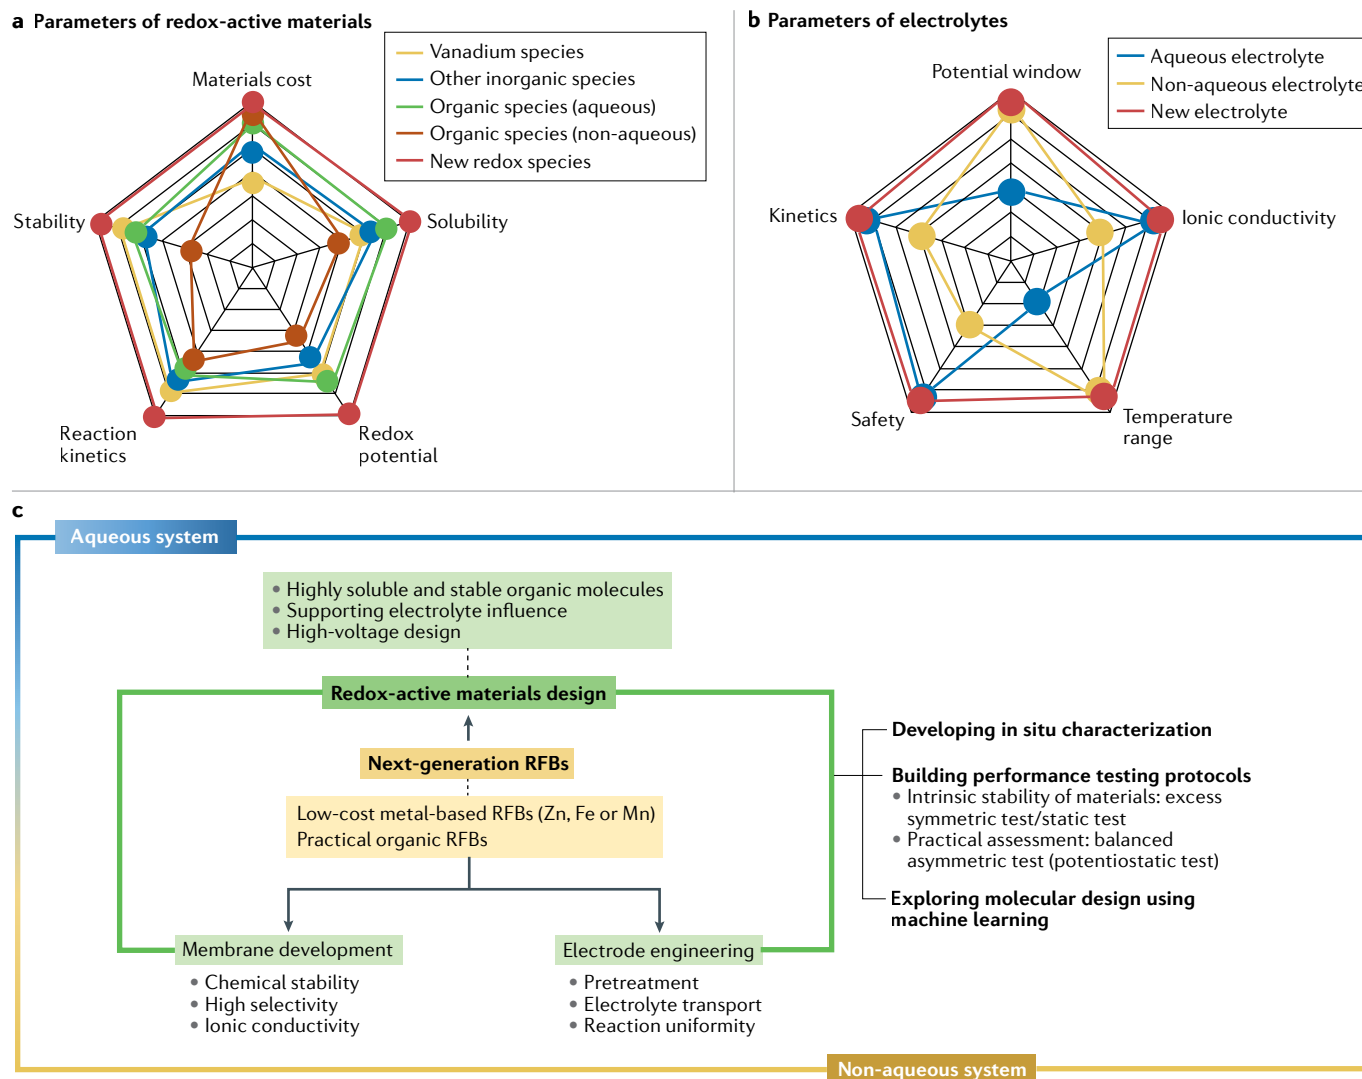 a Parameters of redox-active materials
Vanadium species
Other inorganic species
Organic species (aqueous)
Organic species (non-aqueous)
New redox species
Materials cost
Stability
Solubility
Reaction
kinetics
Redox
potential
b Parameters of electrolytes
Aqueous electrolyte
Non-aqueous electrolyte
New electrolyte
Potential window
Kinetics
Ionic conductivity
Safety
Temperature
range
c
Aqueous system
• Highly soluble and stable organic molecules
• Supporting electrolyte influence
• High-voltage design
Redox-active materials design
Next-generation RFBs
Low-cost metal-based RFBs (Zn, Fe or Mn)
Practical organic RFBs
Membrane development
• Chemical stability
• High selectivity
• Ionic conductivity
Electrode engineering
• Pretreatment
• Electrolyte transport
• Reaction uniformity
Developing in situ characterization
Building performance testing protocols
• Intrinsic stability of materials: excess
symmetric test/static test
• Practical assessment: balanced
asymmetric test (potentiostatic test)
Exploring molecular design using
machine learning
Non-aqueous system